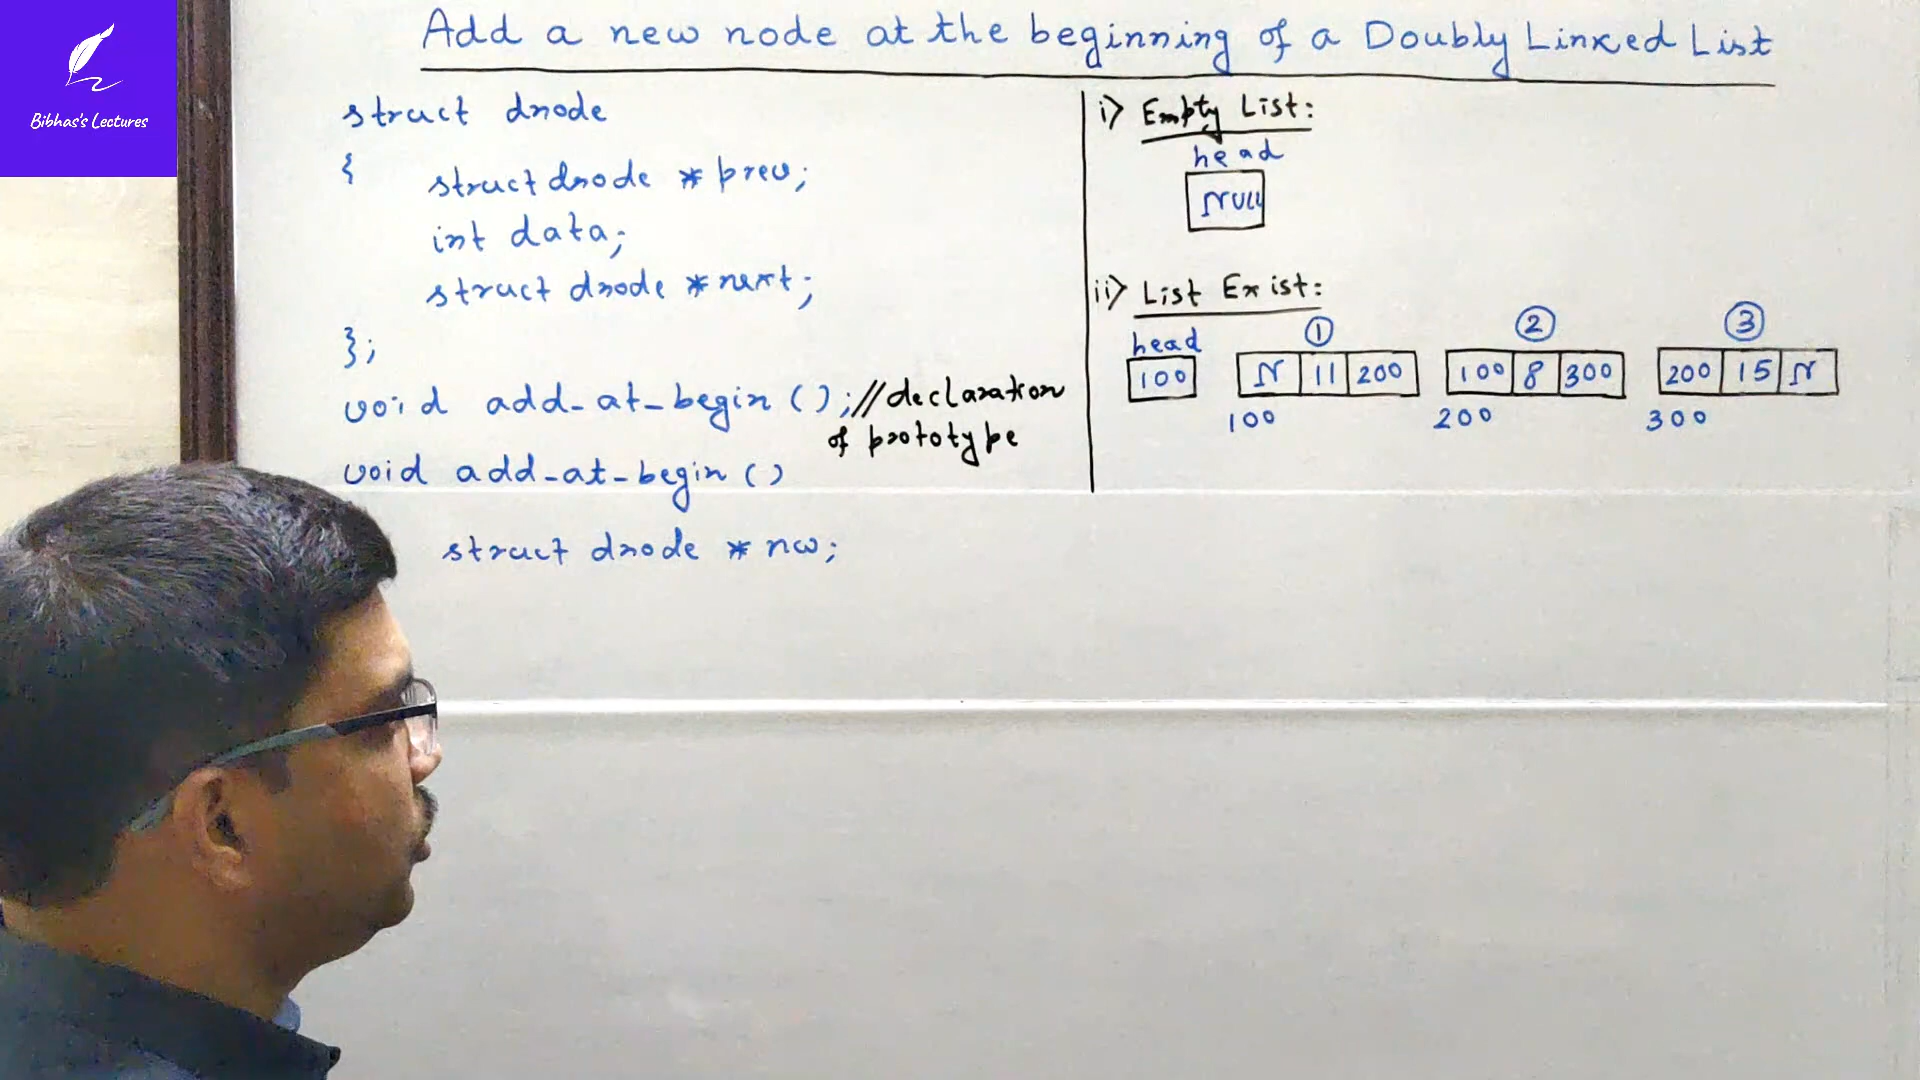 Bibhas's Lectures
Add a new node at the beginning of a Doubly Linked List
struct dnode
{ struct dnode *prev;
int data;
struct dnode *next;
};
void add_at_begin(); //declaration
of prototype
void add_at_begin()
struct dnode *nw;
i) Empty List:
head
NULL
ii) List Exist:
head 1 2 3
100 N 11 200 100 8 300 200 15 N
100 200 300